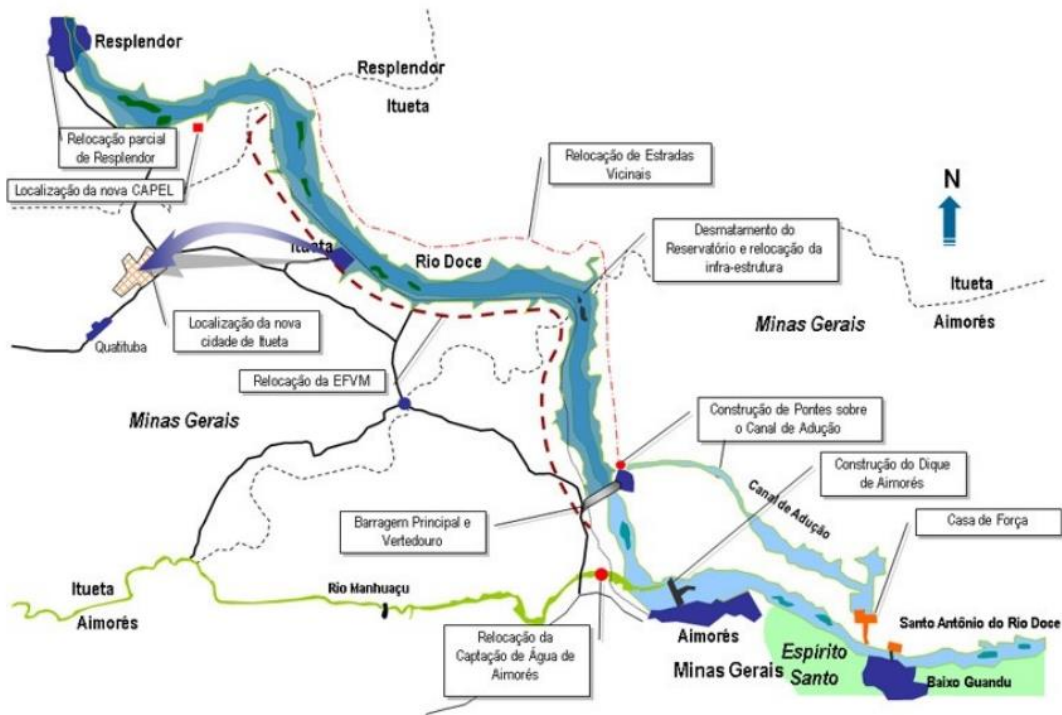 Resplendor
Resplendor
Itueta
Relocação parcial
de Resplendor
Relocação de Estradas
Vicinais
Localização da nova CAPEL
N
Desmatamento do
Reservatório e relocação da
infra-estrutura
Itueta
Rio Doce
Itueta
Aimorés
Minas Gerais
Localização da nova
cidade de Itueta
Quatituba
Relocação da EFVM
Minas Gerais
Construção de Pontes sobre
o Canal de Adução
Construção do Dique
de Aimorés
Canal de Adução
Casa de Força
Barragem Principal e
Vertedouro
Itueta
Aimorés
Rio Manhuaçu
Relocação da
Captação de Água de
Aimorés
Aimorés
Minas Gerais
Espírito
Santo
Santo Antônio do Rio Doce
Baixo Guandu